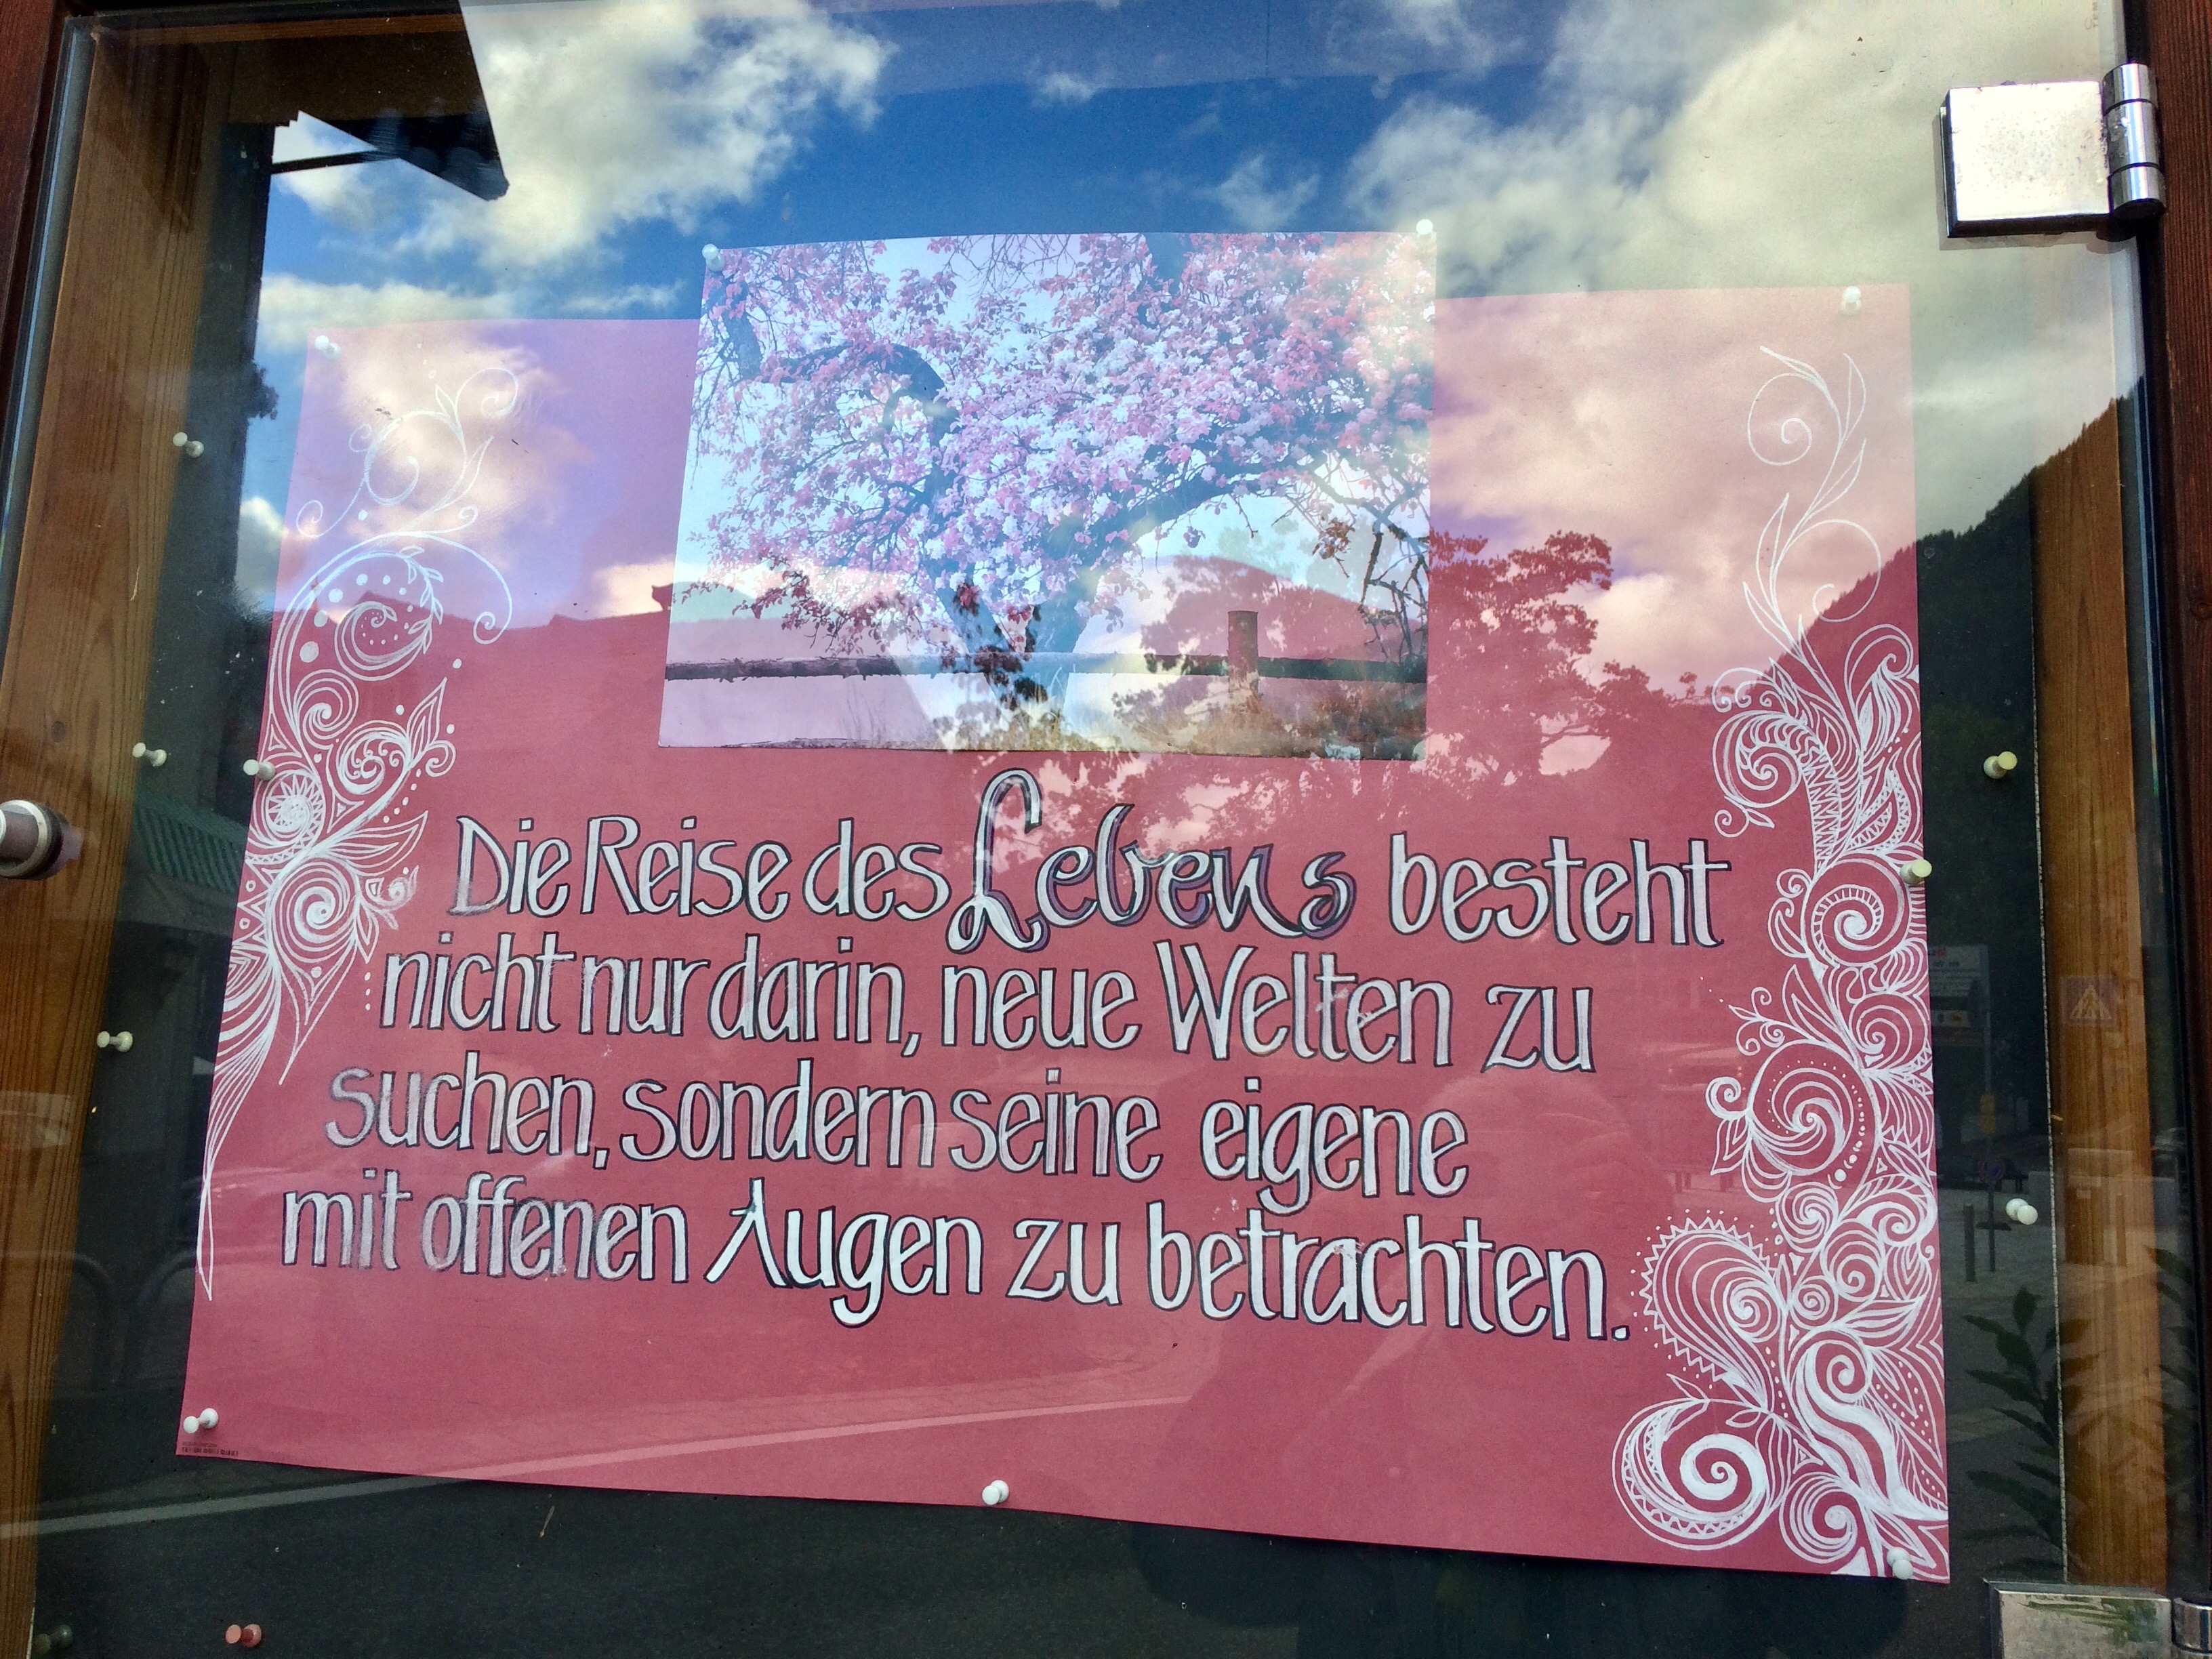 Die Reise des Lebens besteht
nicht nur darin, neue Welten zu
suchen, sondern seine eigene
mit offenen Augen zu betrachten.